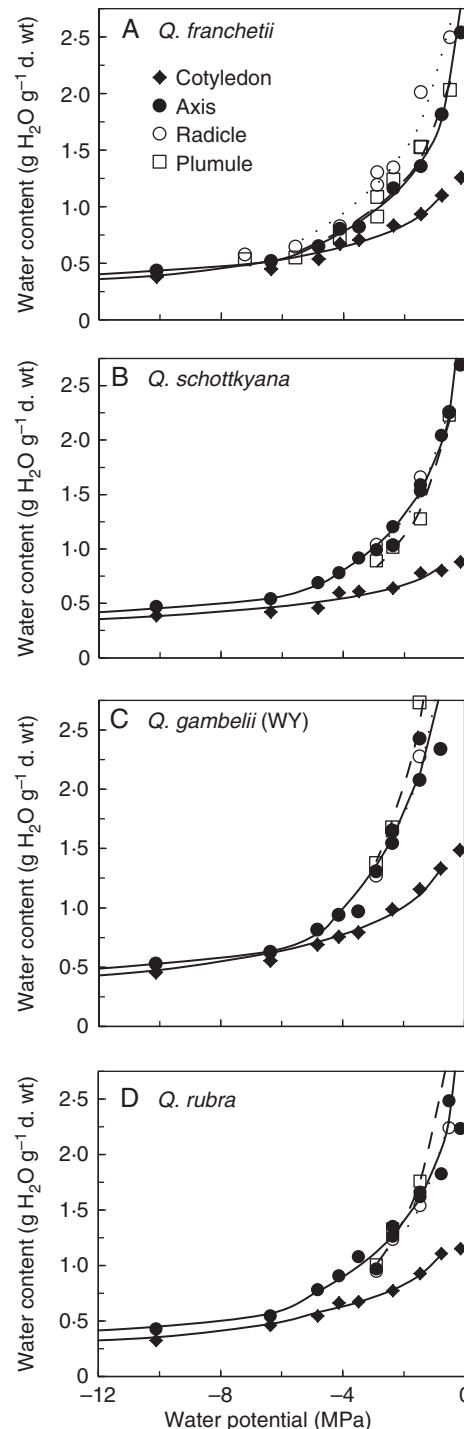 A Q. franchetii
Cotyledon
Axis
Radicle
Plumule
Water content (g H₂O g⁻¹ d. wt)
2·5
2·0
1·5
1·0
0·5
0
B Q. schottkyana
Water content (g H₂O g⁻¹ d. wt)
2·5
2·0
1·5
1·0
0·5
0
C Q. gambelii (WY)
Water content (g H₂O g⁻¹ d. wt)
2·5
2·0
1·5
1·0
0·5
0
D Q. rubra
Water content (g H₂O g⁻¹ d. wt)
2·5
2·0
1·5
1·0
0·5
0
–12 –8 –4 0
Water potential (MPa)